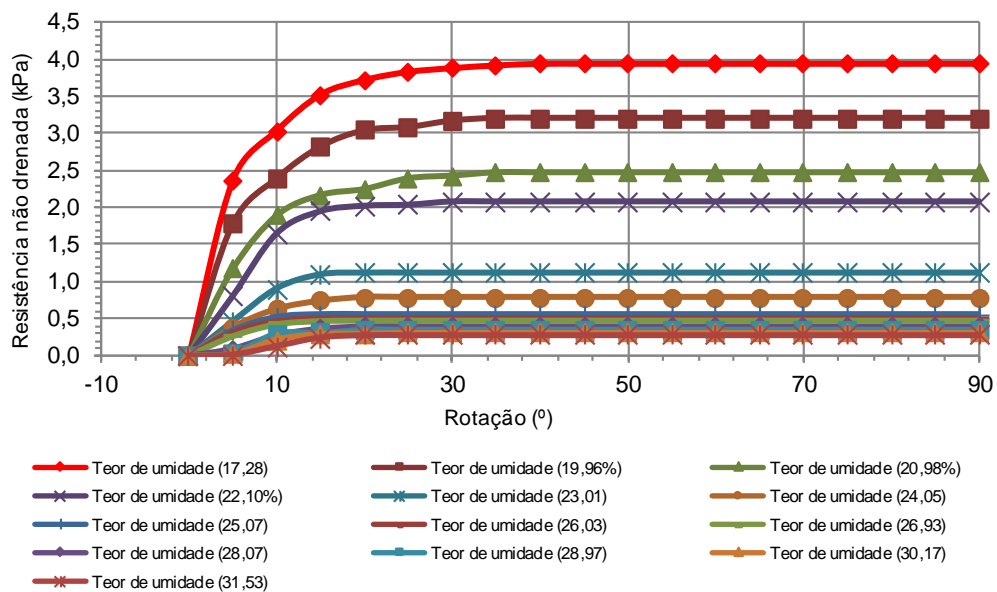 Resistência não drenada (kPa)
4,5
4,0
3,5
3,0
2,5
2,0
1,5
1,0
0,5
0,0
-10 10 30 50 70 90
Rotação (º)
Teor de umidade (17,28) Teor de umidade (19,96%) Teor de umidade (20,98%)
Teor de umidade (22,10%) Teor de umidade (23,01) Teor de umidade (24,05)
Teor de umidade (25,07) Teor de umidade (26,03) Teor de umidade (26,93)
Teor de umidade (28,07) Teor de umidade (28,97) Teor de umidade (30,17)
Teor de umidade (31,53)